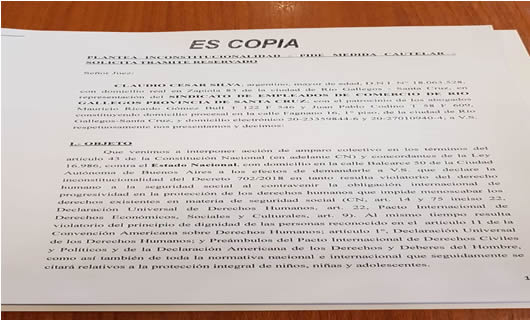 ES COPIA
PLANTEA INCONSTITUCIONALIDAD - PIDE MEDIDA CAUTELAR -
SOLICITA TRAMITE RESERVADO
Señor Juez:
CLAUDIO CESAR SILVA, argentino, mayor de edad, D.N.I. Nº 18.063.528,
con domicilio real en Zapiola 83 de la ciudad de Río Gallegos - Santa Cruz, en
representación del SINDICATO DE EMPLEADOS DE COMERCIO DE RIO
GALLEGOS PROVINCIA DE SANTA CRUZ, con el patrocinio de los abogados
Mauricio Ricardo Gómez Bull T 122 F 546 y Juan Pablo Codino T 58 F 609,
constituyendo domicilio procesal en la calle Fagnano 16, 1º piso, de la ciudad de Río
Gallegos-Santa Cruz, y domicilio electrónico 20-23359844-6 y 20-27010940-4, a V.S.
respetuosamente nos presentamos y decimos:
I.- OBJETO
Que venimos a interponer acción de amparo colectivo en los términos del
artículo 43 de la Constitución Nacional (en adelante CN) y concordantes de la Ley
16.986, contra el Estado Nacional, con domicilio en la calle Balcarce 50 de la Ciudad
Autónoma de Buenos Aires a los efectos de demandarle a VS. que declare la
inconstitucionalidad del Decreto 702/2018 en tanto resulta violatorio del derecho
humano a la seguridad social al contravenir la obligación internacional de
progresividad en la protección de los derechos humanos que impide menoscabar los
derechos existentes en materia de seguridad social (CN, art. 14 y 75 inciso 22,
Declaración Universal de Derechos Humanos, art. 22, Pacto Internacional de
Derechos Económicos, Sociales y Culturales, art. 9). Al mismo tiempo resulta
violatorio del principio de dignidad de las personas reconocido en el artículo 11 de la
Convención Americana sobre Derechos Humanos; artículo 1º, Declaración Universal
de los Derechos Humanos; y Preámbulos del Pacto Internacional de Derechos Civiles
y Políticos y de la Declaración Americana de los Derechos y Deberes del Hombre,
como así también de toda la normativa nacional e internacional que seguidamente se
citará relativos a la protección integral de niños, niñas y adolescentes.
1